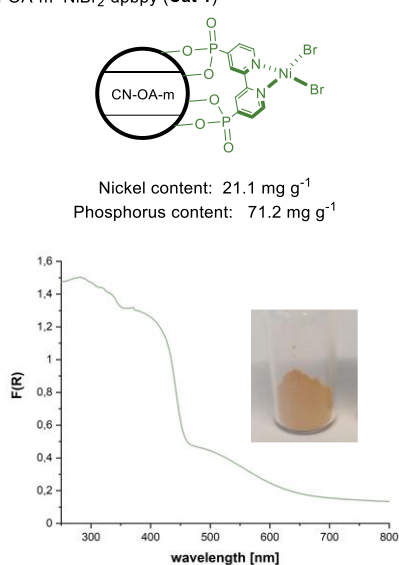 NiBr2 dpbpy (Cat-1)
O
O
P
O
N
Br
Ni
N
Br
CN-OA-m
O
O
P
O
Nickel content: 21.1 mg g-1
Phosphorus content: 71.2 mg g-1
1,6
1,4
1,2
1
0,8
0,6
0,4
0,2
0
F(R)
300 400 500 600 700 800
wavelength [nm]